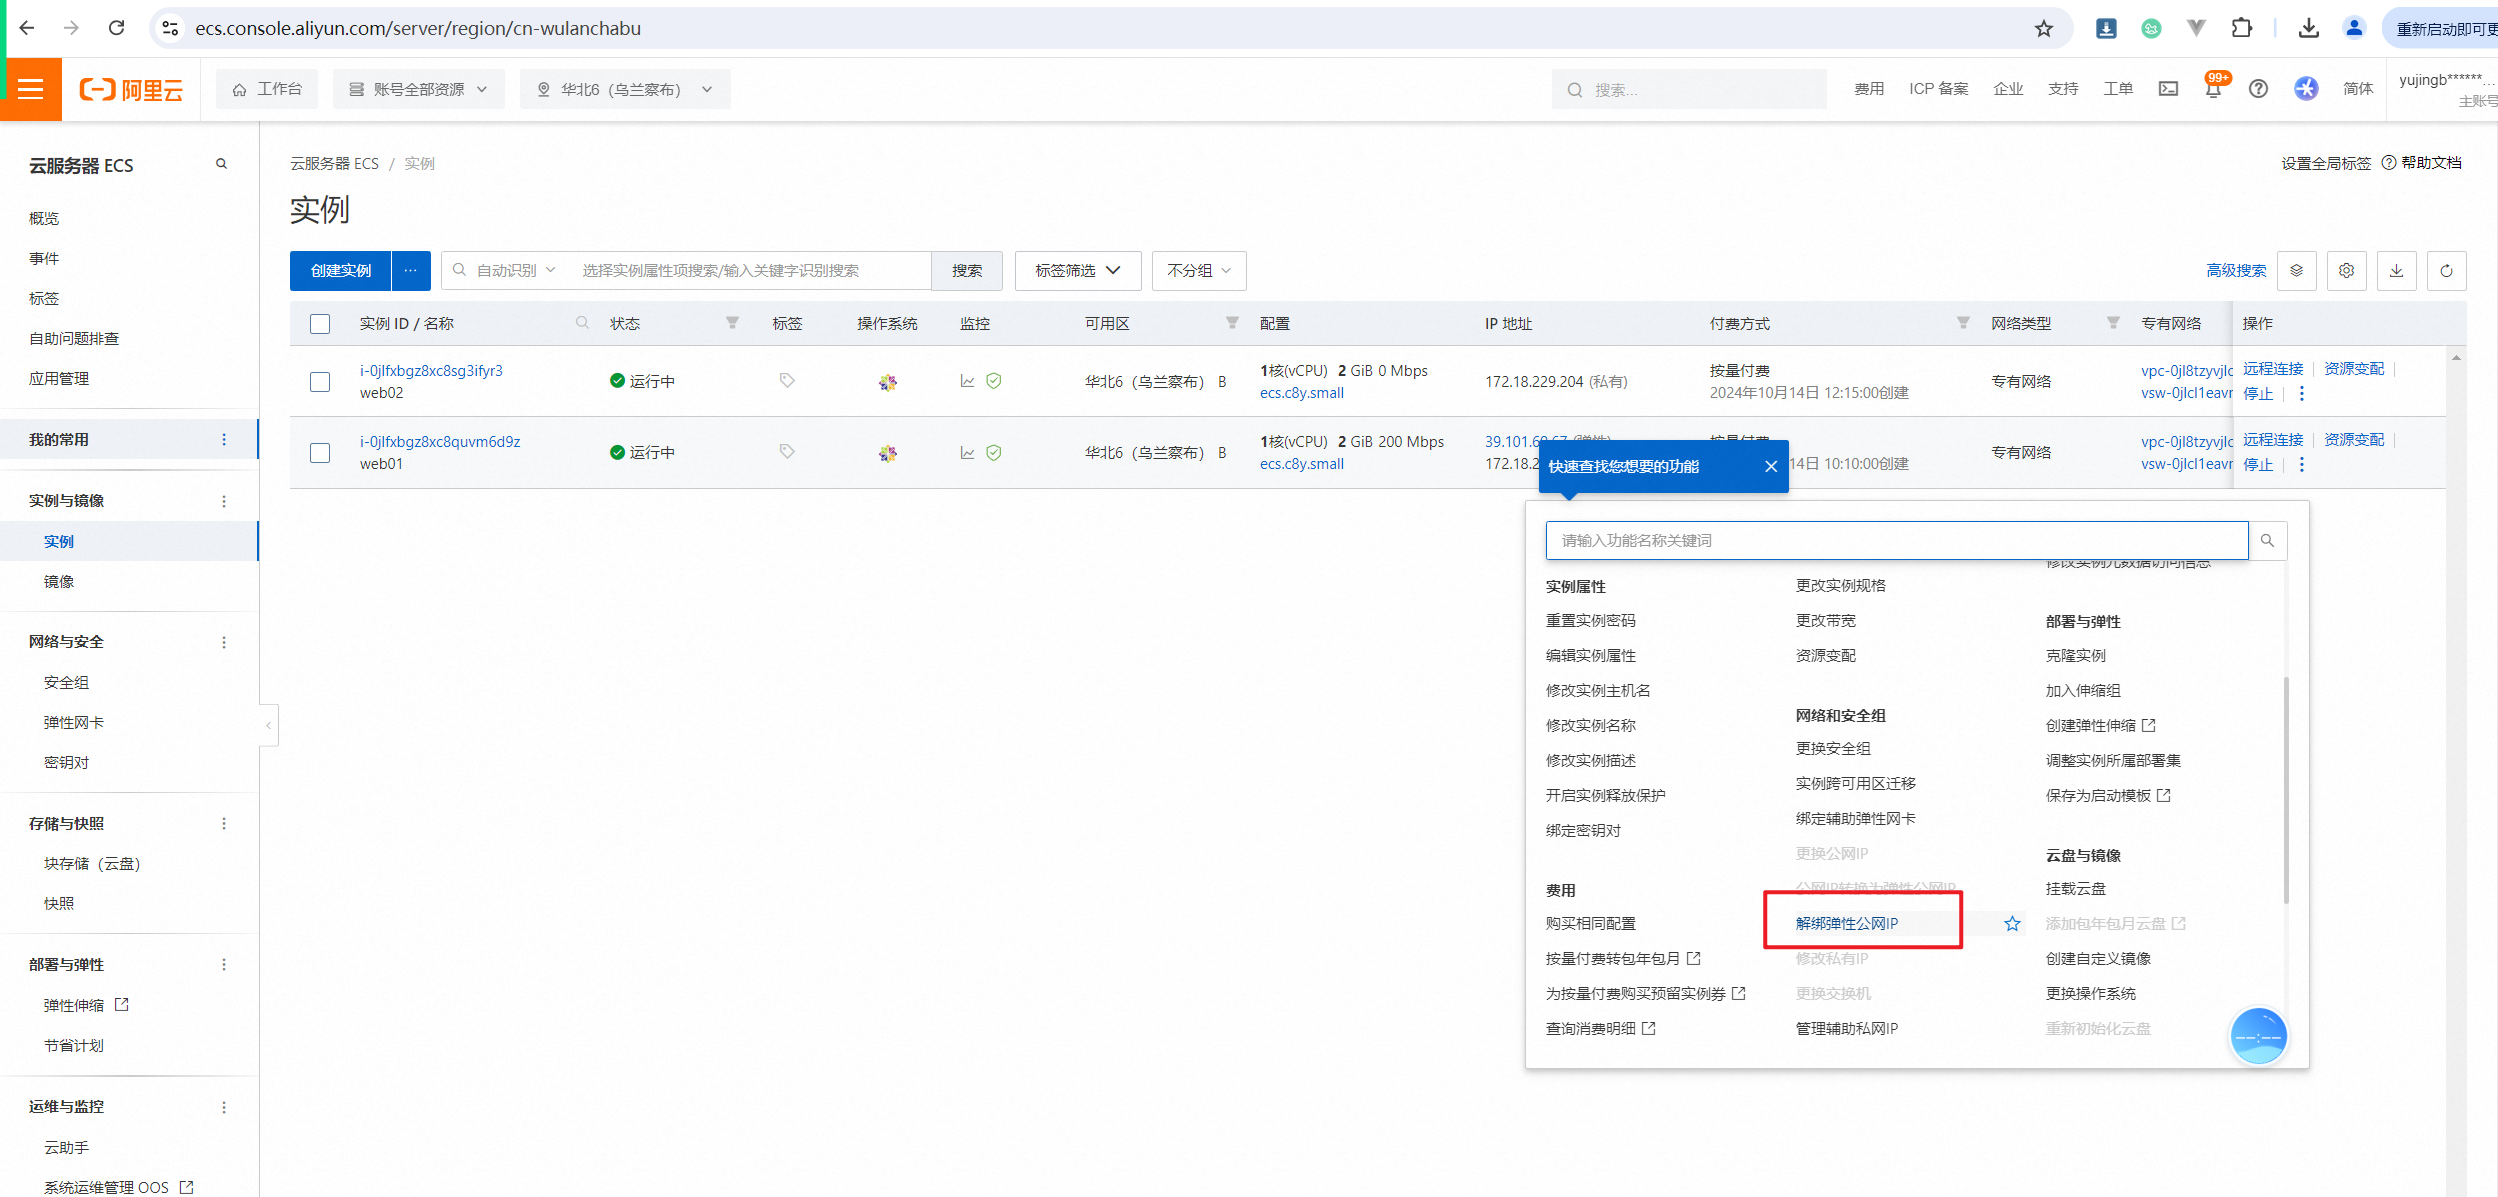 ecs.console.aliyun.com/server/region/cn-wulanchabu
重新启动即可更
阿里云
工作台
账号全部资源
华北6（乌兰察布）
搜索...
费用
ICP 备案
企业
支持
工单
99+
简体
yujingb******...
主账号
云服务器 ECS
概览
事件
标签
自助问题排查
应用管理
我的常用
实例与镜像
实例
镜像
网络与安全
安全组
弹性网卡
密钥对
存储与快照
块存储（云盘）
快照
部署与弹性
弹性伸缩
节省计划
运维与监控
云助手
系统运维管理 OOS
云服务器 ECS / 实例
设置全局标签
帮助文档
实例
创建实例 ...
自动识别
选择实例属性项搜索/输入关键字识别搜索
搜索
标签筛选
不分组
高级搜索
实例 ID / 名称 状态 标签 操作系统 监控 可用区 配置 IP 地址 付费方式 网络类型 专有网络 操作
i-0jlfxbgz8xc8sg3ifyr3
web02
运行中
华北6（乌兰察布） B
1核(vCPU) 2 GiB 0 Mbps
ecs.c8y.small
172.18.229.204 (私有)
按量付费
2024年10月14日 12:15:00创建
专有网络
vpc-0jl8tzyvjlc
vsw-0jlcl1eavr
远程连接 资源变配
停止
i-0jlfxbgz8xc8quvm6d9z
web01
运行中
华北6（乌兰察布） B
1核(vCPU) 2 GiB 200 Mbps
ecs.c8y.small
39.101.60.67 (弹性)
172.18.2
按量付费
14日 10:10:00创建
专有网络
vpc-0jl8tzyvjlc
vsw-0jlcl1eavr
远程连接 资源变配
停止
快速查找您想要的功能
请输入功能名称关键词
实例属性
重置实例密码
编辑实例属性
修改实例主机名
修改实例名称
修改实例描述
开启实例释放保护
绑定密钥对
费用
购买相同配置
按量付费转包年包月
为按量付费购买预留实例券
查询消费明细
更改实例规格
更改带宽
资源变配
网络和安全组
更换安全组
实例跨可用区迁移
绑定辅助弹性网卡
更换公网IP
公网IP转换为弹性公网IP
解绑弹性公网IP
修改私有IP
更换交换机
管理辅助私网IP
修改实例元数据访问信息
部署与弹性
克隆实例
加入伸缩组
创建弹性伸缩
调整实例所属部署集
保存为启动模板
云盘与镜像
挂载云盘
添加包年包月云盘
创建自定义镜像
更换操作系统
重新初始化云盘